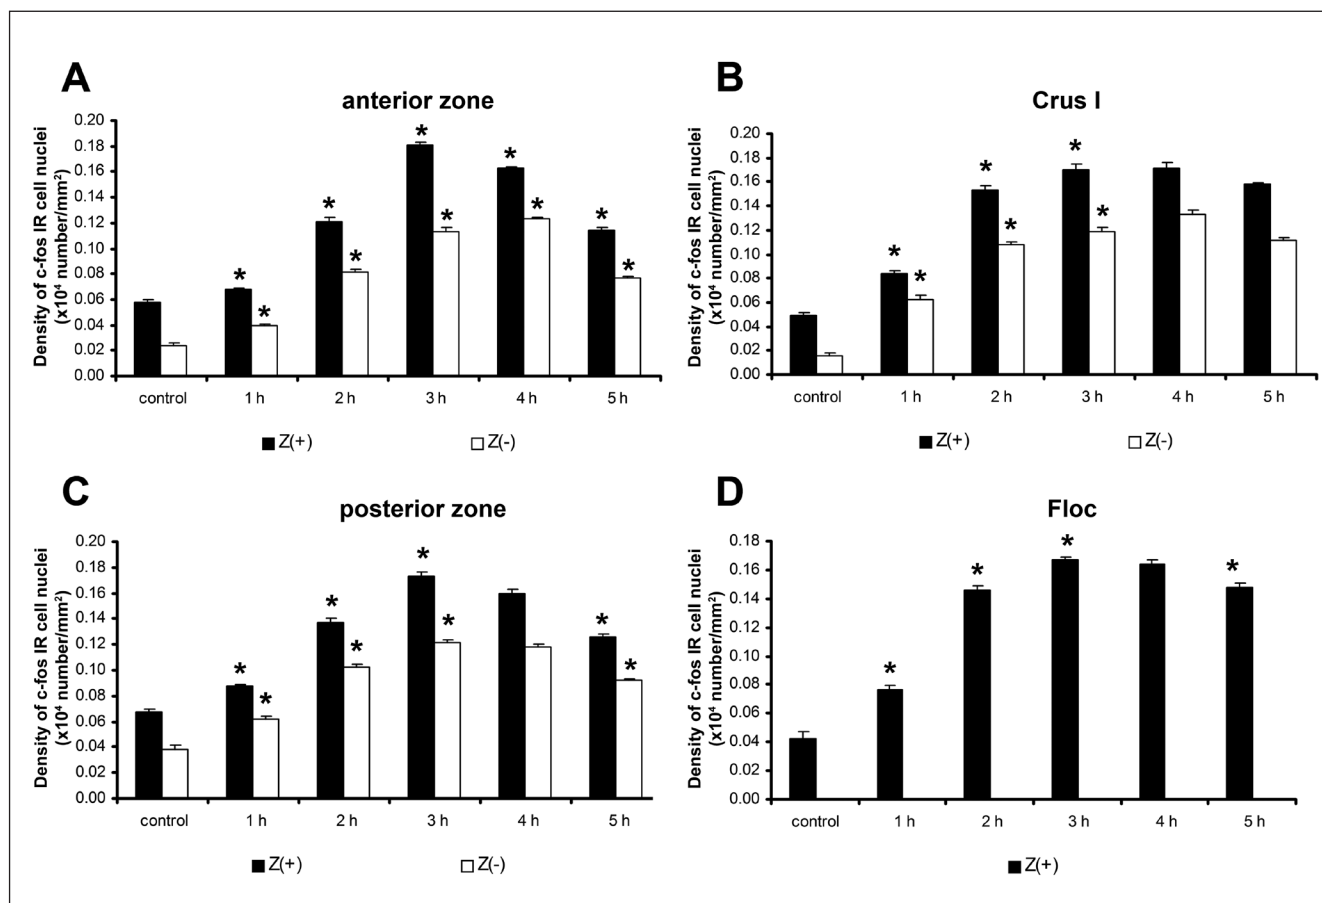 A
anterior zone
Density of c-fos IR cell nuclei
(x10⁴ number/mm²)
0.20
0.18
0.16
0.14
0.12
0.10
0.08
0.06
0.04
0.02
0.00
* * * * * * * * * *
control 1 h 2 h 3 h 4 h 5 h
Z(+) Z(-)
B
Crus I
Density of c-fos IR cell nuclei
(x10⁴ number/mm²)
0.20
0.18
0.16
0.14
0.12
0.10
0.08
0.06
0.04
0.02
0.00
* * * * * *
control 1 h 2 h 3 h 4 h 5 h
Z(+) Z(-)
C
posterior zone
Density of c-fos IR cell nuclei
(x10⁴ number/mm²)
0.20
0.18
0.16
0.14
0.12
0.10
0.08
0.06
0.04
0.02
0.00
* * * * * * * *
control 1 h 2 h 3 h 4 h 5 h
Z(+) Z(-)
D
Floc
Density of c-fos IR cell nuclei
(x10⁴ number/mm²)
0.18
0.16
0.14
0.12
0.10
0.08
0.06
0.04
0.02
0.00
* * * *
control 1 h 2 h 3 h 4 h 5 h
Z(+)